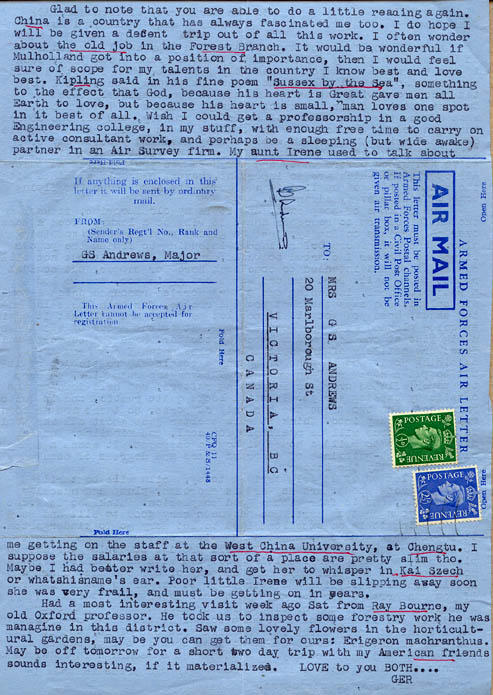 Glad to note that you are able to do a little reading again.
China is a country that has always fascinated me too. I do hope I
will be given a decent trip out of all this work. I often wonder
about the old job in the Forest Branch. It would be wonderful if
Mulholland got into a position of importance, then I would feel
sure of scope for my talents in the country I know best and love
best. Kipling said in his fine poem "Sussex by the Sea", something
to the effect that God, because his heart is Great gave men all
Earth to love, but because his heart is small, man loves one spot
in it best of all. Wish I could get a professorship in a good
Engineering college, in my stuff, with enough free time to carry on
active consultant work, and perhaps be a sleeping (but wide awake)
partner in an Air Survey firm. My aunt Irene used to talk about
Fold Here
If anything is enclosed in this
letter it will be sent by ordinary
mail.
FROM:
(Sender's Regt'l No., Rank and
Name only)
GS Andrews, Major
This Armed Forces Air
Letter cannot be accepted for
registration
Fold Here
CPQ 11
Open Here
ARMED FORCES AIR LETTER
AIR MAIL
This letter must be posted in
Armed Forces Postal channels.
If posted in a Civil Post Office
or pillar box, it will not be
given air transmission.
TO:
MRS G S ANDREWS
20 Marlborough St
VICTORIA, BC
CANADA
POSTAGE
REVENUE
POSTAGE
REVENUE
Open Here
Fold Here
me getting on the staff at the West China University, at Chengtu. I
suppose the salaries at that sort of a place are pretty slim tho.
Maybe I had better write her, and get her to whisper in Kai Szech
or whatshisname's ear. Poor little Irene will be slipping away soon
she was very frail, and must be getting on in years.
Had a most interesting visit week ago Sat from Ray Bourne, my
old Oxford professor. He took us to inspect some forestry work he was
managine in this district. Saw some lovely flowers in the horticult-
ural gardens, may be you can get them for ours: Erigeron machranthus.
May be off tomorrow for a short two day trip with my American friends
sounds interesting, if it materializes. LOVE to you BOTH....
GER